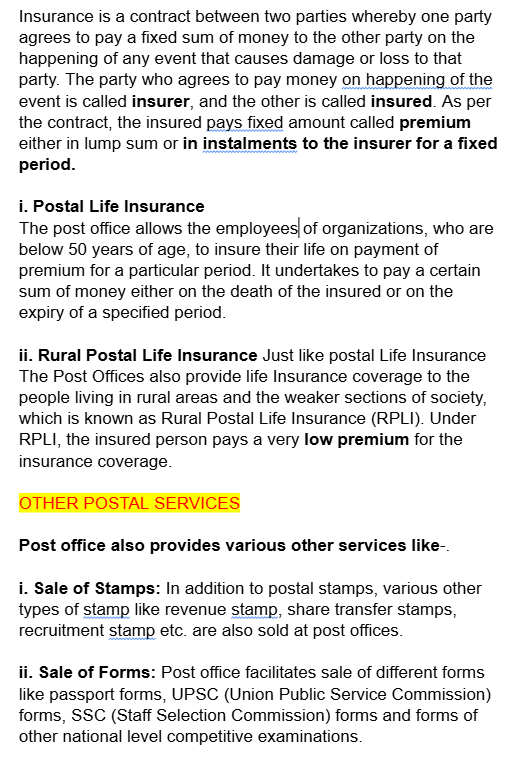 Insurance is a contract between two parties whereby one party
agrees to pay a fixed sum of money to the other party on the
happening of any event that causes damage or loss to that
party. The party who agrees to pay money on happening of the
event is called insurer, and the other is called insured. As per
the contract, the insured pays fixed amount called premium
either in lump sum or in instalments to the insurer for a fixed
period.
i. Postal Life Insurance
The post office allows the employees of organizations, who are
below 50 years of age, to insure their life on payment of
premium for a particular period. It undertakes to pay a certain
sum of money either on the death of the insured or on the
expiry of a specified period.
ii. Rural Postal Life Insurance Just like postal Life Insurance
The Post Offices also provide life Insurance coverage to the
people living in rural areas and the weaker sections of society,
which is known as Rural Postal Life Insurance (RPLI). Under
RPLI, the insured person pays a very low premium for the
insurance coverage.
OTHER POSTAL SERVICES
Post office also provides various other services like-.
i. Sale of Stamps: In addition to postal stamps, various other
types of stamp like revenue stamp, share transfer stamps,
recruitment stamp etc. are also sold at post offices.
ii. Sale of Forms: Post office facilitates sale of different forms
like passport forms, UPSC (Union Public Service Commission)
forms, SSC (Staff Selection Commission) forms and forms of
other national level competitive examinations.